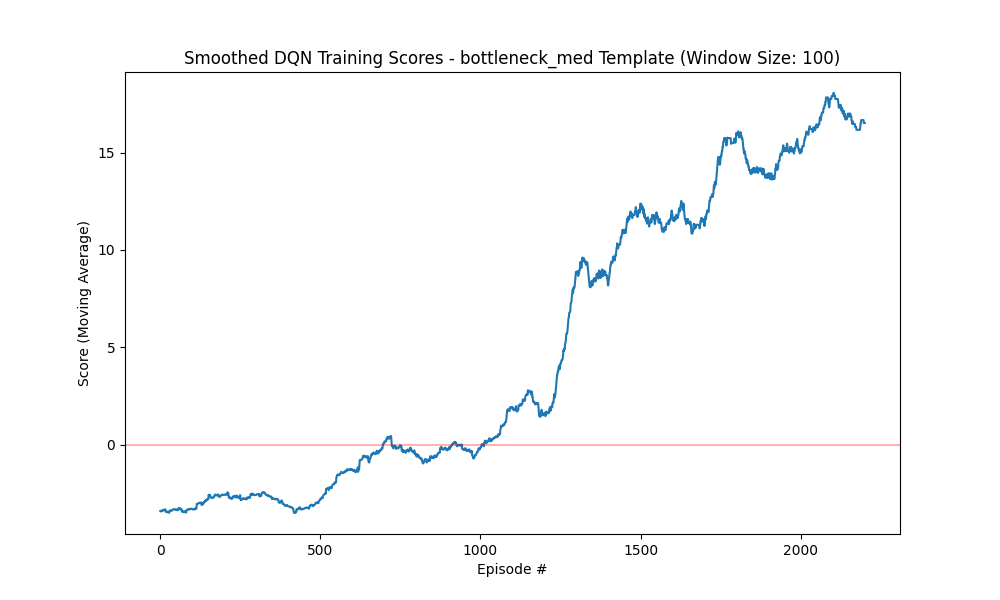 Smoothed DQN Training Scores - bottleneck_med Template (Window Size: 100)
Score (Moving Average)
15
10
5
0
0 500 1000 1500 2000
Episode #